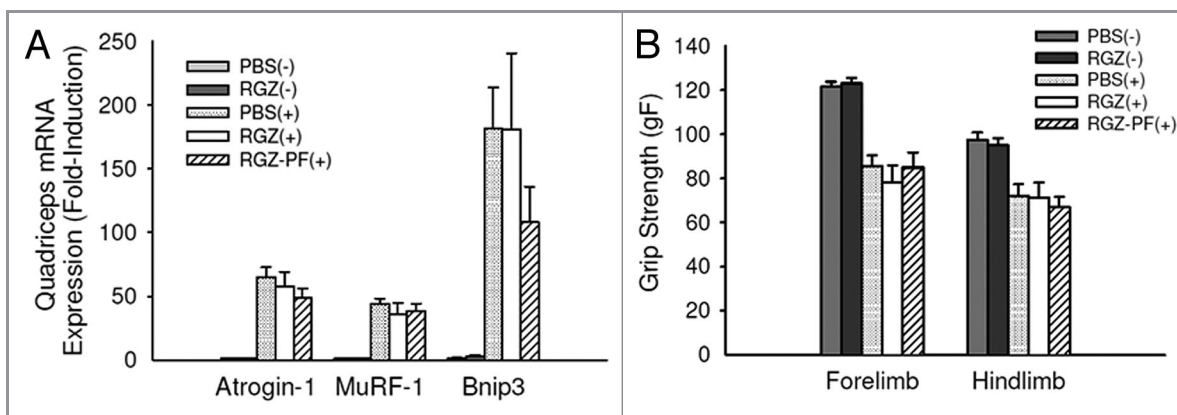 A
Quadriceps mRNA
Expression (Fold-Induction)
250
200
150
100
50
0
PBS(-)
RGZ(-)
PBS(+)
RGZ(+)
RGZ-PF(+)
Atrogin-1 MuRF-1 Bnip3
B
Grip Strength (gF)
140
120
100
80
60
40
20
0
PBS(-)
RGZ(-)
PBS(+)
RGZ(+)
RGZ-PF(+)
Forelimb Hindlimb